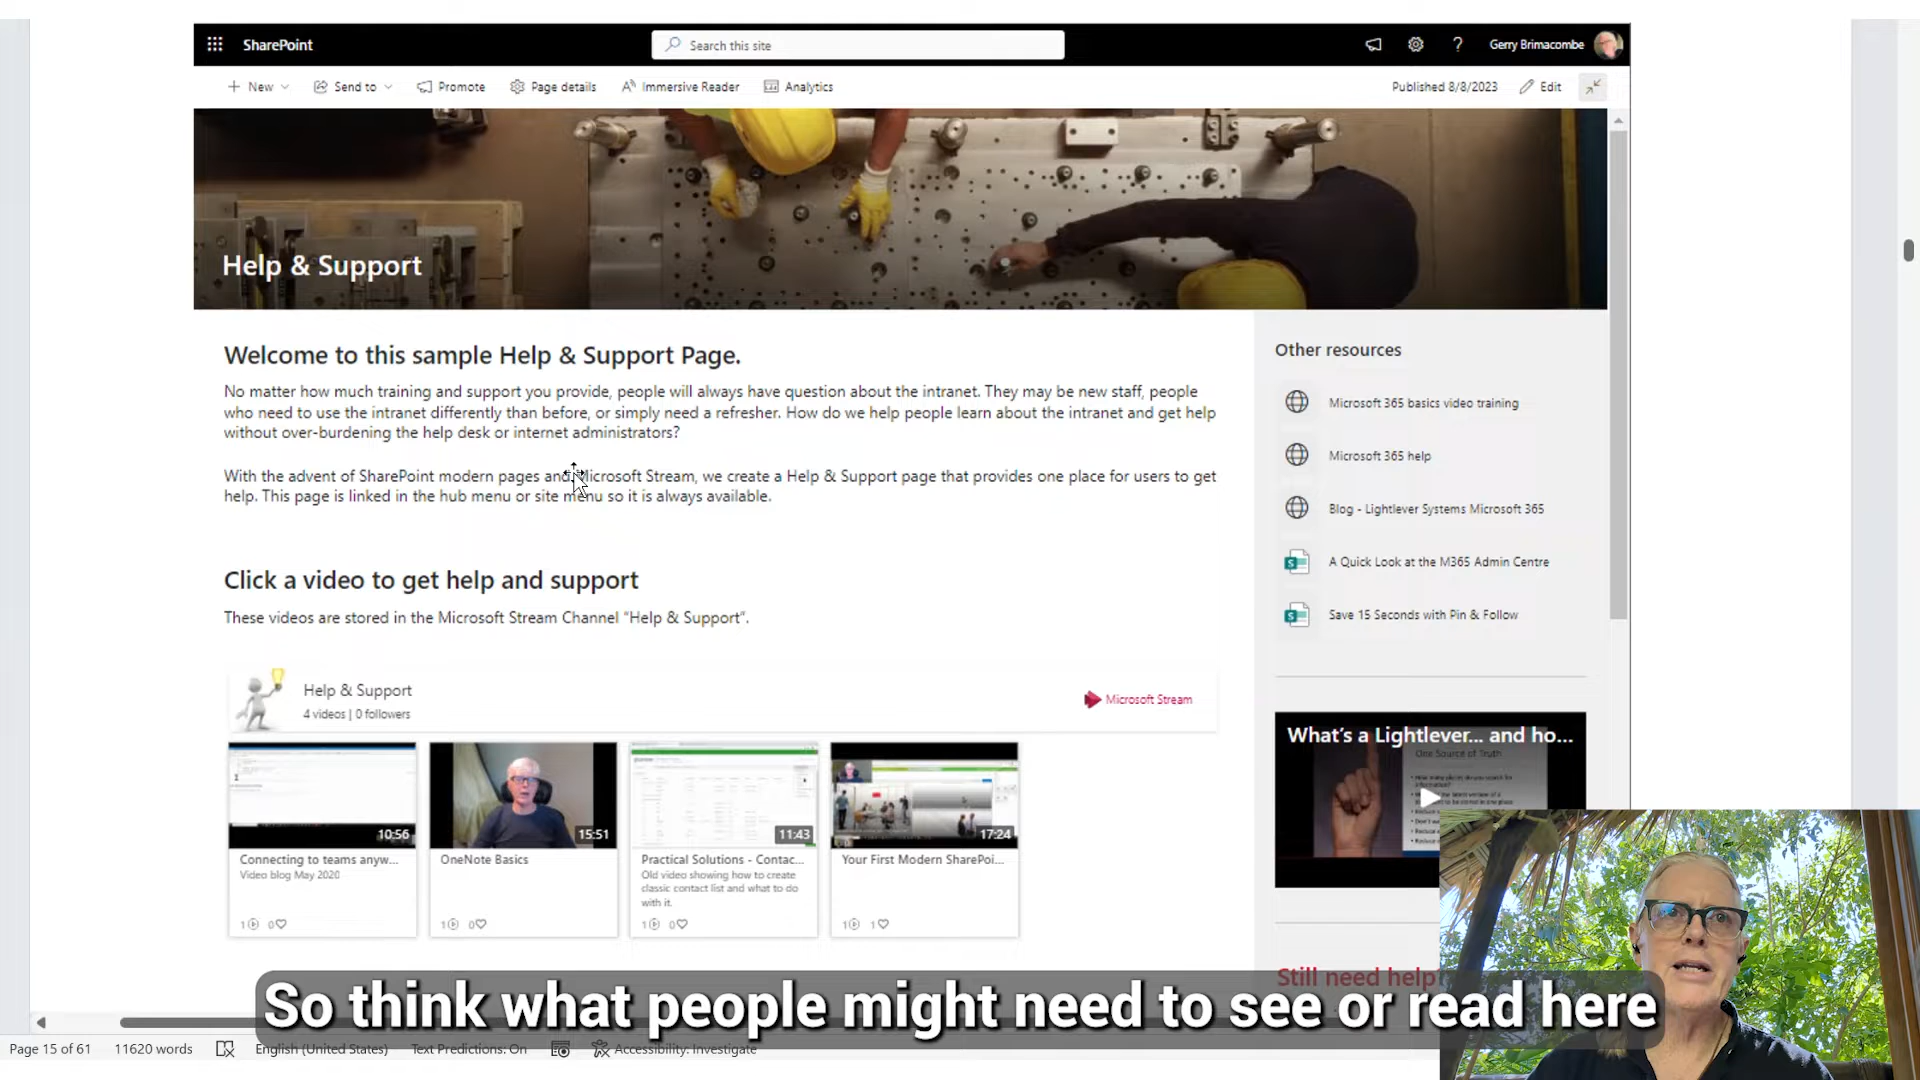 SharePoint
Search this site
Gerry Brimacombe
New
Send to
Promote
Page details
Immersive Reader
Analytics
Published 8/8/2023
Edit
Help & Support
Welcome to this sample Help & Support Page.
No matter how much training and support you provide, people will always have question about the intranet. They may be new staff, people
who need to use the intranet differently than before, or simply need a refresher. How do we help people learn about the intranet and get help
without over-burdening the help desk or internet administrators?
With the advent of SharePoint modern pages and Microsoft Stream, we create a Help & Support page that provides one place for users to get
help. This page is linked in the hub menu or site menu so it is always available.
Click a video to get help and support
These videos are stored in the Microsoft Stream Channel "Help & Support".
Help & Support
4 videos | 0 followers
Microsoft Stream
10:56
Connecting to teams anyw...
Video blog May 2020
1 0
15:51
OneNote Basics
1 0
11:43
Practical Solutions - Contac...
Old video showing how to create
classic contact list and what to do
with it.
1 0
17:24
Your First Modern SharePoi...
1 1
Other resources
Microsoft 365 basics video training
Microsoft 365 help
Blog - Lightlever Systems Microsoft 365
A Quick Look at the M365 Admin Centre
Save 15 Seconds with Pin & Follow
What's a Lightlever... and ho...
One Source of Truth
Still need help?
So think what people might need to see or read here
Page 15 of 61
11620 words
English (United States)
Text Predictions: On
Accessibility: Investigate